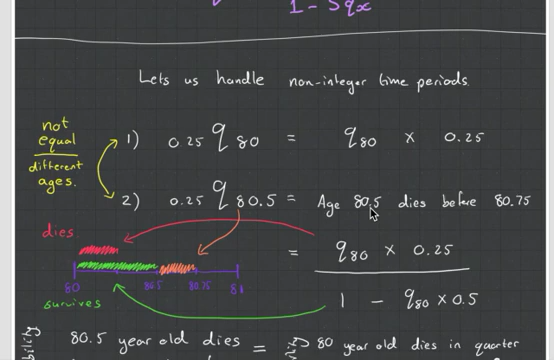 1 - Sqx
Lets us handle non-integer time periods.
not equal different ages.
1) 0.25 q 80 = q80 x 0.25
2) 0.25 q 80.5 = Age 80.5 dies before 80.75
dies.
= q80 x 0.25
1 - q80 x 0.5
80 80.5 80.75 81
survives
80.5 year old dies = 80 year old dies in quarter